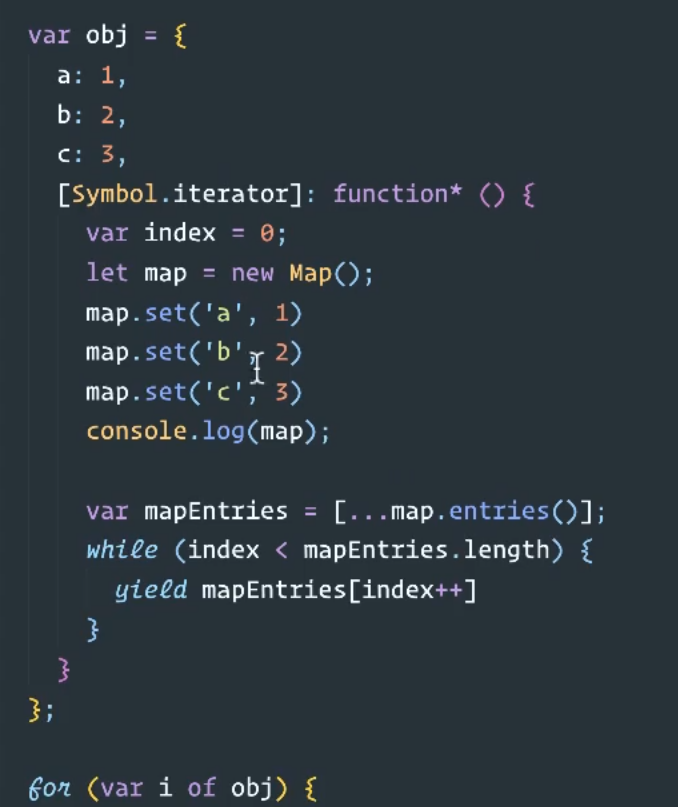 var obj = {
a: 1,
b: 2,
c: 3,
[Symbol.iterator]: function* () {
var index = 0;
let map = new Map();
map.set('a', 1)
map.set('b', 2)
map.set('c', 3)
console.log(map);
var mapEntries = [...map.entries()];
while (index < mapEntries.length) {
yield mapEntries[index++]
}
}
};
for (var i of obj) {